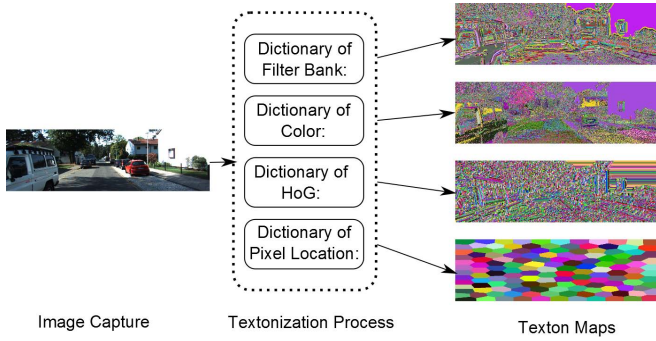 Dictionary of
Filter Bank:
Dictionary of
Color:
Dictionary of
HoG:
Dictionary of
Pixel Location:
Image Capture
Textonization Process
Texton Maps